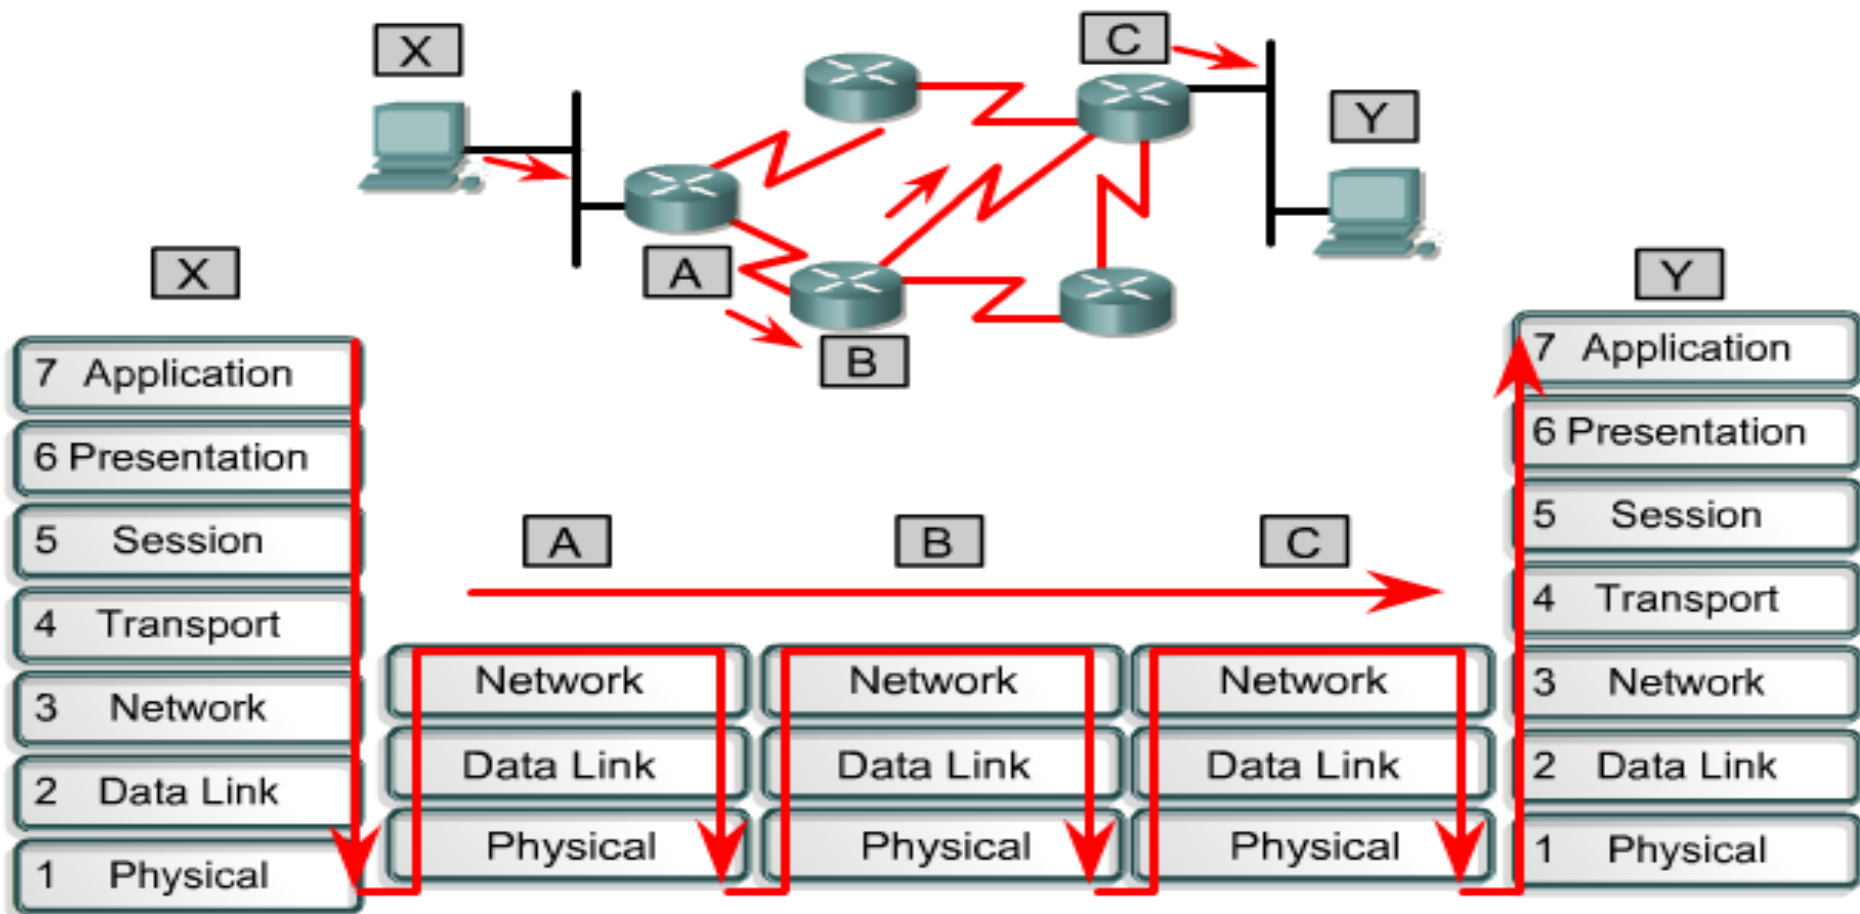 X
C
Y
A
B
X
7 Application
6 Presentation
5 Session
4 Transport
3 Network
2 Data Link
1 Physical
A
Network
Data Link
Physical
B
Network
Data Link
Physical
C
Network
Data Link
Physical
Y
7 Application
6 Presentation
5 Session
4 Transport
3 Network
2 Data Link
1 Physical